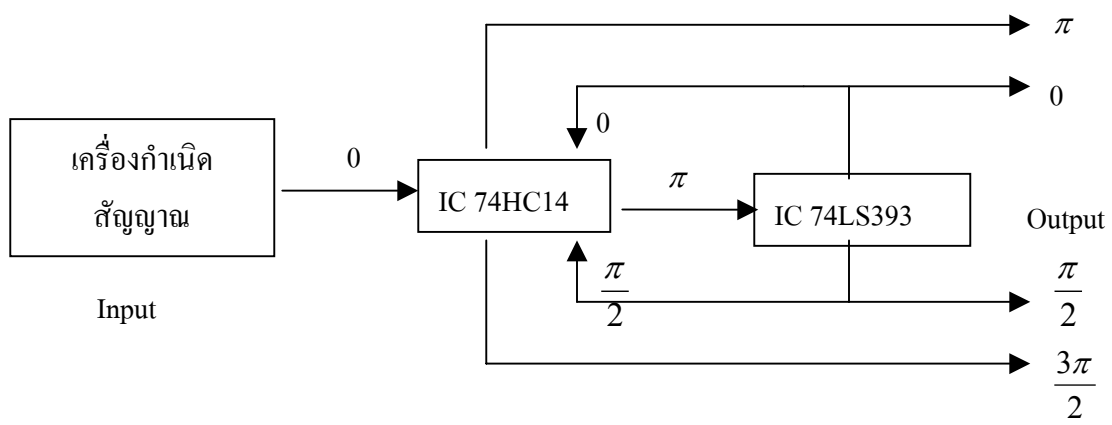 π
0
0
เครื่องกำเนิด
สัญญาณ
0
IC 74HC14
π
IC 74LS393
Output
Input
π/2
π/2
3π/2